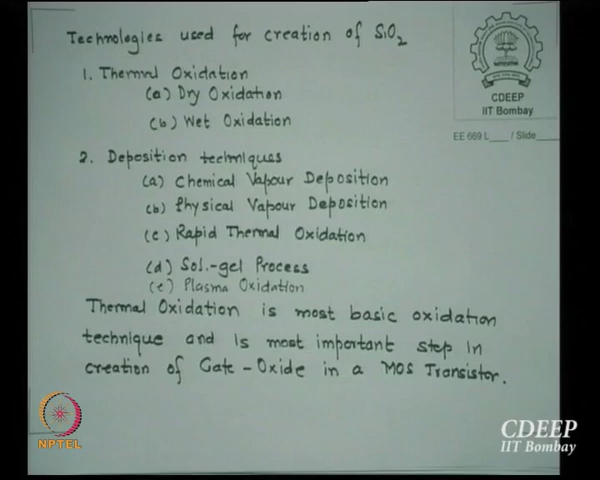 Technologies used for creation of SiO2
1. Thermal Oxidation
(a) Dry Oxidation
(b) Wet Oxidation
2. Deposition techniques
(a) Chemical Vapour Deposition
(b) Physical Vapour Deposition
(c) Rapid Thermal Oxidation
(d) Sol.-gel Process
(e) Plasma Oxidation
Thermal Oxidation is most basic oxidation
technique and is most important step in
creation of Gate-Oxide in a MOS Transistor.
CDEEP
IIT Bombay
EE 669 L___ / Slide___
NPTEL
CDEEP
IIT Bombay